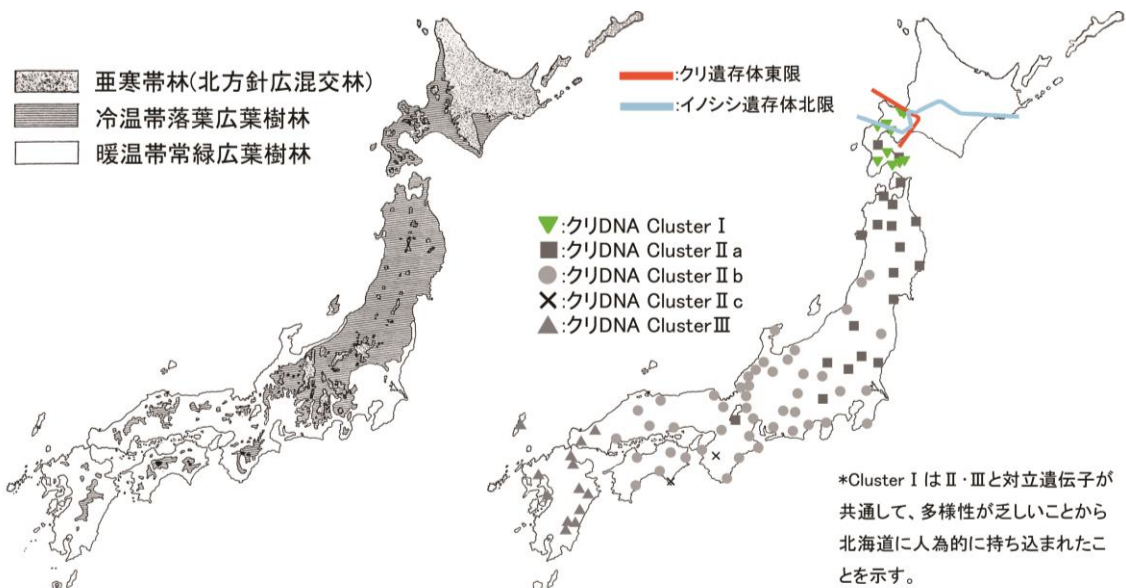 亜寒帯林(北方針広混交林)
冷温帯落葉広葉樹林
暖温帯常緑広葉樹林
:クリ遺存体東限
:イノシシ遺存体北限
:クリDNA Cluster Ⅰ
:クリDNA Cluster Ⅱa
:クリDNA Cluster Ⅱb
:クリDNA Cluster Ⅱc
:クリDNA Cluster Ⅲ
*Cluster Ⅰ は Ⅱ・Ⅲと対立遺伝子が
共通して、多様性が乏しいことから
北海道に人為的に持ち込まれたこ
とを示す。